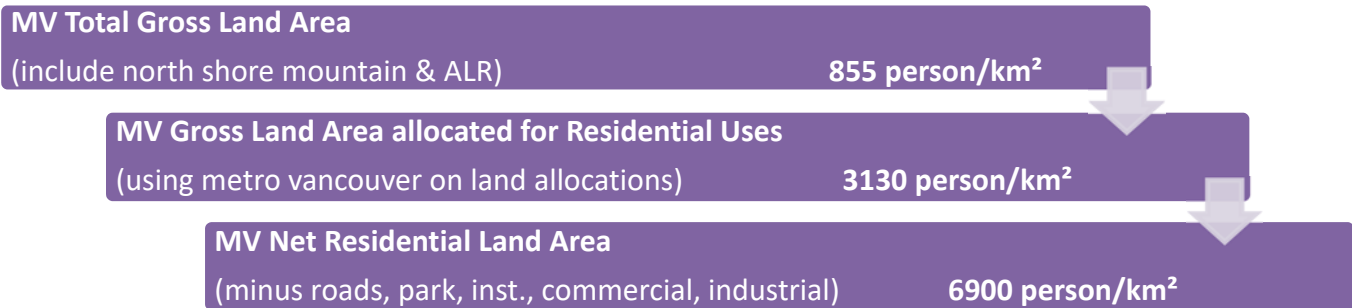 MV Total Gross Land Area
(include north shore mountain & ALR) 855 person/km²
MV Gross Land Area allocated for Residential Uses
(using metro vancouver on land allocations) 3130 person/km²
MV Net Residential Land Area
(minus roads, park, inst., commercial, industrial) 6900 person/km²